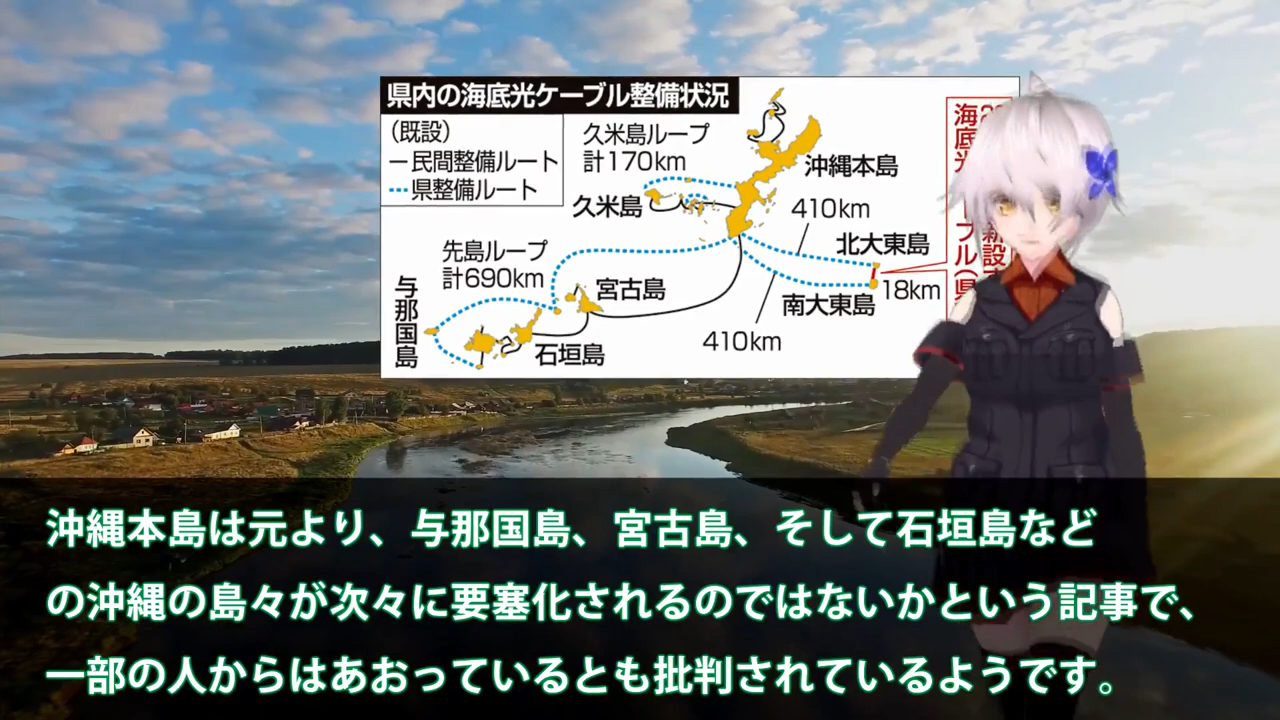 県内の海底光ケーブル整備状況
(既設)
民間整備ルート
県整備ルート
久米島ループ
計170km
久米島
沖縄本島
410km
北大東島
18km
南大東島
410km
先島ループ
計690km
宮古島
与那国島
石垣島
海底光
ブル(県
新設
沖縄本島は元より、与那国島、宮古島、そして石垣島など
の沖縄の島々が次々に要塞化されるのではないかという記事で、
一部の人からはあおっているとも批判されているようです。